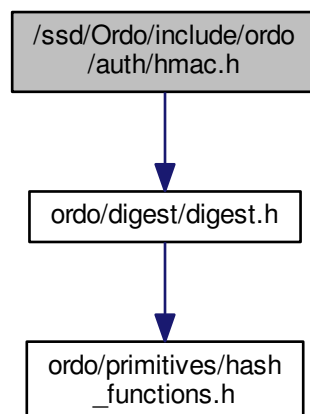 /ssd/Ordo/include/ordo
/auth/hmac.h
ordo/digest/digest.h
ordo/primitives/hash
_functions.h